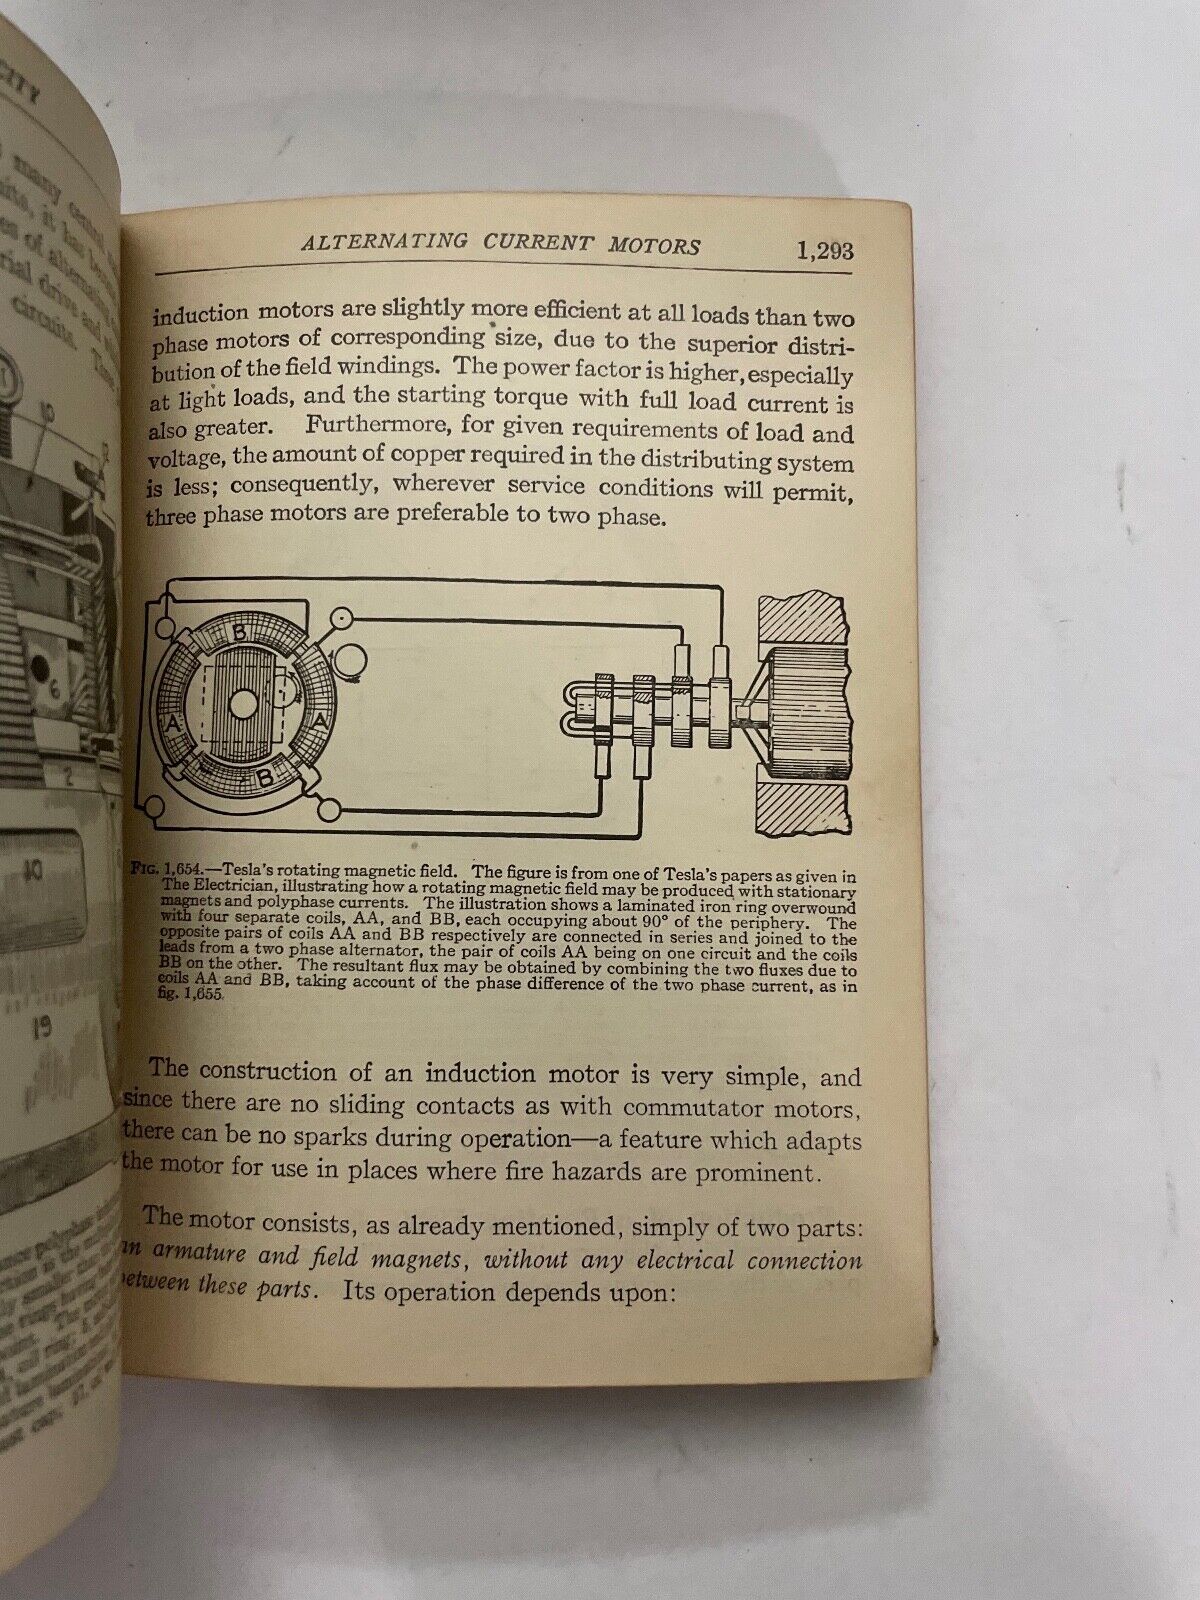 CITY
many central
circuits.
10
6
2
40
19
ALTERNATING CURRENT MOTORS 1,293
induction motors are slightly more efficient at all loads than two
phase motors of corresponding size, due to the superior distri-
bution of the field windings. The power factor is higher, especially
at light loads, and the starting torque with full load current is
also greater. Furthermore, for given requirements of load and
voltage, the amount of copper required in the distributing system
is less; consequently, wherever service conditions will permit,
three phase motors are preferable to two phase.
B
A
A
B
FIG. 1,654.—Tesla's rotating magnetic field. The figure is from one of Tesla's papers as given in
The Electrician, illustrating how a rotating magnetic field may be produced with stationary
magnets and polyphase currents. The illustration shows a laminated iron ring overwound
with four separate coils, AA, and BB, each occupying about 90° of the periphery. The
opposite pairs of coils AA and BB respectively are connected in series and joined to the
leads from a two phase alternator, the pair of coils AA being on one circuit and the coils
BB on the other. The resultant flux may be obtained by combining the two fluxes due to
coils AA and BB, taking account of the phase difference of the two phase current, as in
fig. 1,655.
The construction of an induction motor is very simple, and
since there are no sliding contacts as with commutator motors,
there can be no sparks during operation—a feature which adapts
the motor for use in places where fire hazards are prominent.
The motor consists, as already mentioned, simply of two parts:
an armature and field magnets, without any electrical connection
between these parts. Its operation depends upon: